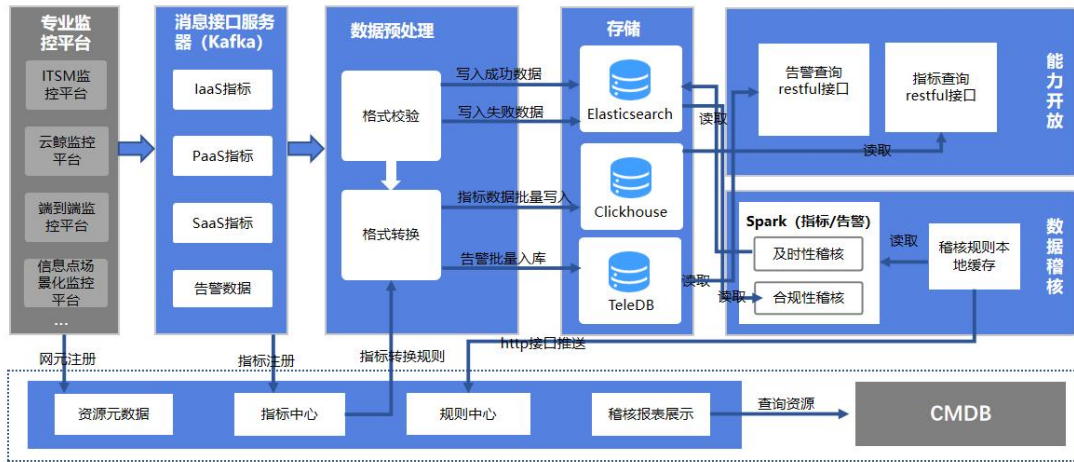 专业监
控平台
ITSM监
控平台
云鲸监控
平台
端到端监
控平台
信息点场
景化监控
平台
...
消息接口服务
器（Kafka）
IaaS指标
PaaS指标
SaaS指标
告警数据
数据预处理
格式校验
格式转换
写入成功数据
写入失败数据
指标数据批量写入
告警批量入库
存储
Elasticsearch
Clickhouse
TeleDB
读取
读取
读取
读取
告警查询
restful接口
指标查询
restful接口
能力开放
Spark（指标/告警）
及时性稽核
合规性稽核
读取
稽核规则本
地缓存
数据稽核
网元注册
指标注册
指标转换规则
http接口推送
资源元数据
指标中心
规则中心
稽核报表展示
查询资源
CMDB